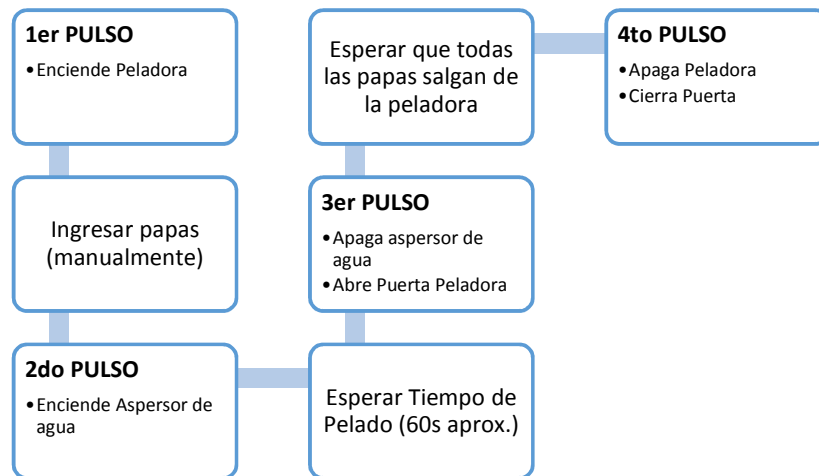 1er PULSO
•Enciende Peladora
Ingresar papas
(manualmente)
2do PULSO
•Enciende Aspersor de
agua
Esperar Tiempo de
Pelado (60s aprox.)
3er PULSO
•Apaga aspersor de
agua
•Abre Puerta Peladora
Esperar que todas
las papas salgan de
la peladora
4to PULSO
•Apaga Peladora
•Cierra Puerta